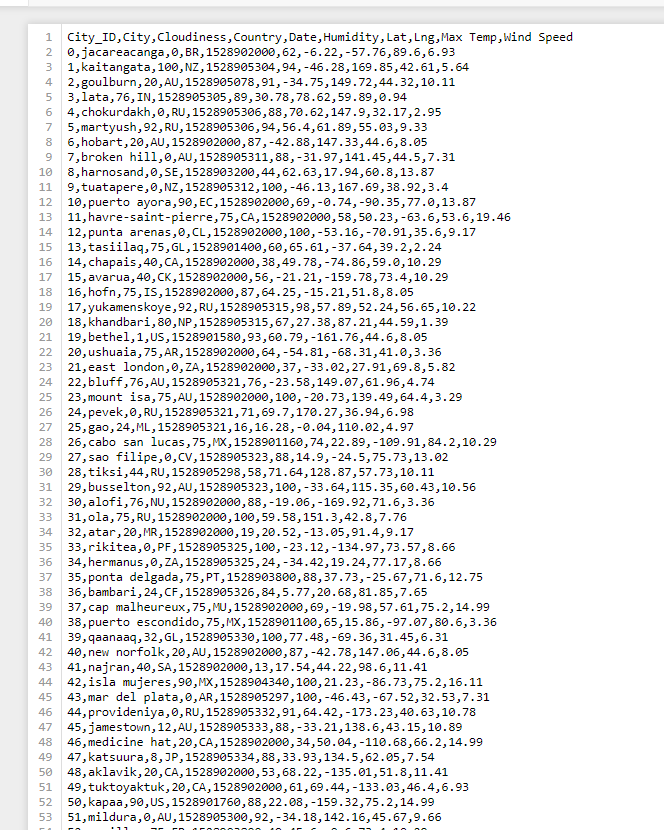 1 City_ID,City,Cloudiness,Country,Date,Humidity,Lat,Lng,Max Temp,Wind Speed
2 0,jacareacanga,0,BR,1528902000,62,-6.22,-57.76,89.6,6.93
3 1,kaitangata,100,NZ,1528905304,94,-46.28,169.85,42.61,5.64
4 2,goulburn,20,AU,1528905078,91,-34.75,149.72,44.32,10.11
5 3,lata,76,IN,1528905305,89,30.78,78.62,59.89,0.94
6 4,chokurdakh,0,RU,1528905306,88,70.62,147.9,32.17,2.95
7 5,martyush,92,RU,1528905306,94,56.4,61.89,55.03,9.33
8 6,hobart,20,AU,1528902000,87,-42.88,147.33,44.6,8.05
9 7,broken hill,0,AU,1528905311,88,-31.97,141.45,44.5,7.31
10 8,harnosand,0,SE,1528903200,44,62.63,17.94,60.8,13.87
11 9,tuatapere,0,NZ,1528905312,100,-46.13,167.69,38.92,3.4
12 10,puerto ayora,90,EC,1528902000,69,-0.74,-90.35,77.0,13.87
13 11,havre-saint-pierre,75,CA,1528902000,58,50.23,-63.6,53.6,19.46
14 12,punta arenas,0,CL,1528902000,100,-53.16,-70.91,35.6,9.17
15 13,tasiilaq,75,GL,1528901400,60,65.61,-37.64,39.2,2.24
16 14,chapais,40,CA,1528902000,38,49.78,-74.86,59.0,10.29
17 15,avarua,40,CK,1528902000,56,-21.21,-159.78,73.4,10.29
18 16,hofn,75,IS,1528902000,87,64.25,-15.21,51.8,8.05
19 17,yukamenskoye,92,RU,1528905315,98,57.89,52.24,56.65,10.22
20 18,khandbari,80,NP,1528905315,67,27.38,87.21,44.59,1.39
21 19,bethel,1,US,1528901580,93,60.79,-161.76,44.6,8.05
22 20,ushuaia,75,AR,1528902000,64,-54.81,-68.31,41.0,3.36
23 21,east london,0,ZA,1528902000,37,-33.02,27.91,69.8,5.82
24 22,bluff,76,AU,1528905321,76,-23.58,149.07,61.96,4.74
25 23,mount isa,75,AU,1528902000,100,-20.73,139.49,64.4,3.29
26 24,pevek,0,RU,1528905321,71,69.7,170.27,36.94,6.98
27 25,gao,24,ML,1528905321,16,16.28,-0.04,110.02,4.97
28 26,cabo san lucas,75,MX,1528901160,74,22.89,-109.91,84.2,10.29
29 27,sao filipe,0,CV,1528905323,88,14.9,-24.5,75.73,13.02
30 28,tiksi,44,RU,1528905298,58,71.64,128.87,57.73,10.11
31 29,busselton,92,AU,1528905323,100,-33.64,115.35,60.43,10.56
32 30,alofi,76,NU,1528902000,88,-19.06,-169.92,71.6,3.36
33 31,ola,75,RU,1528902000,100,59.58,151.3,42.8,7.76
34 32,atar,20,MR,1528902000,19,20.52,-13.05,91.4,9.17
35 33,rikitea,0,PF,1528905325,100,-23.12,-134.97,73.57,8.66
36 34,hermanus,0,ZA,1528905325,24,-34.42,19.24,77.17,8.66
37 35,ponta delgada,75,PT,1528903800,88,37.73,-25.67,71.6,12.75
38 36,bambari,24,CF,1528905326,84,5.77,20.68,81.85,7.65
39 37,cap malheureux,75,MU,1528902000,69,-19.98,57.61,75.2,14.99
40 38,puerto escondido,75,MX,1528901100,65,15.86,-97.07,80.6,3.36
41 39,qaanaaq,32,GL,1528905330,100,77.48,-69.36,31.45,6.31
42 40,new norfolk,20,AU,1528902000,87,-42.78,147.06,44.6,8.05
43 41,najran,40,SA,1528902000,13,17.54,44.22,98.6,11.41
44 42,isla mujeres,90,MX,1528904340,100,21.23,-86.73,75.2,16.11
45 43,mar del plata,0,AR,1528905297,100,-46.43,-67.52,32.53,7.31
46 44,provideniya,0,RU,1528905332,91,64.42,-173.23,40.63,10.78
47 45,jamestown,12,AU,1528905333,88,-33.21,138.6,43.15,10.89
48 46,medicine hat,20,CA,1528902000,34,50.04,-110.68,66.2,14.99
49 47,katsuura,8,JP,1528905334,88,33.93,134.5,62.05,7.54
50 48,aklavik,20,CA,1528902000,53,68.22,-135.01,51.8,11.41
51 49,tuktoyaktuk,20,CA,1528902000,61,69.44,-133.03,46.4,6.93
52 50,kapaa,90,US,1528901760,88,22.08,-159.32,75.2,14.99
53 51,mildura,0,AU,1528905300,92,-34.18,142.16,45.67,9.66